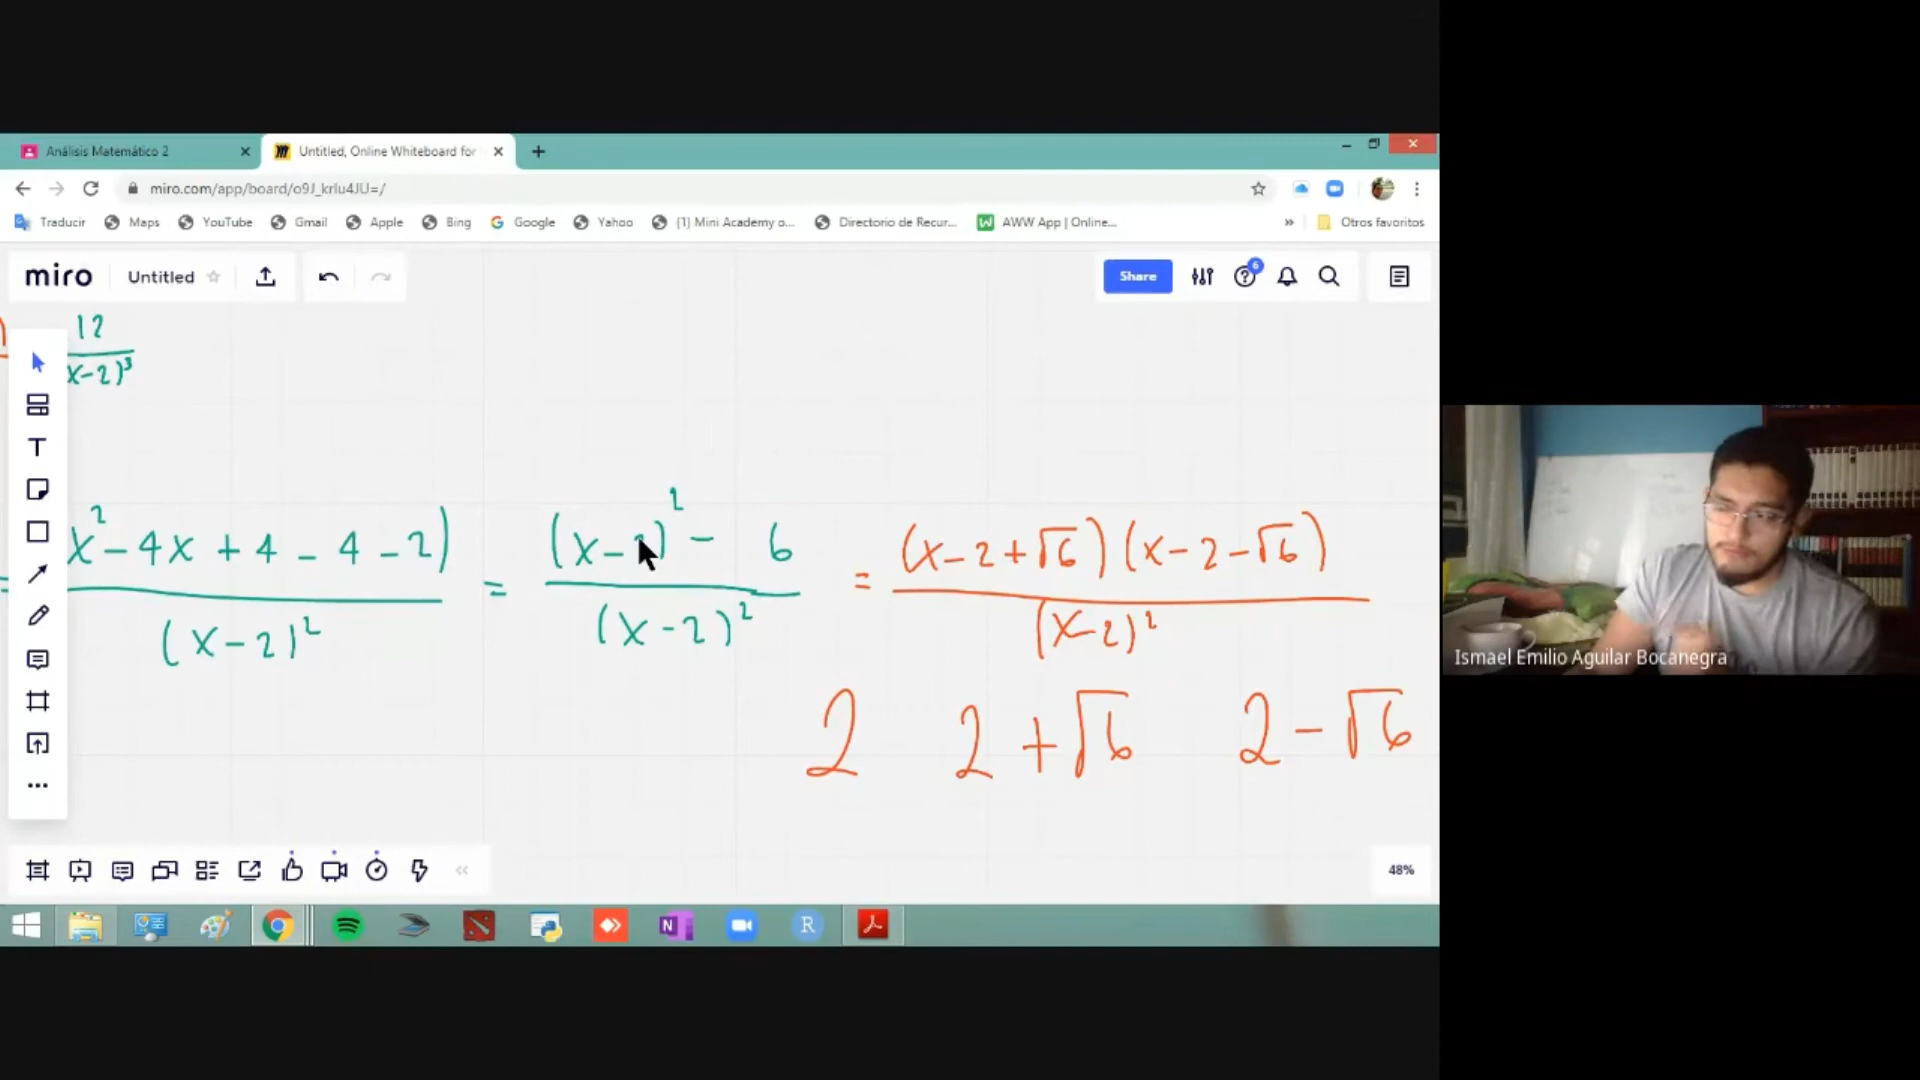 Análisis Matemático 2
Untitled, Online Whiteboard for
miro.com/app/board/o9J_krlu4JU=/
Traducir Maps YouTube Gmail Apple Bing Google Yahoo (1) Mini Academy o... Directorio de Recur... AWW App | Online... » Otros favoritos
miro Untitled Share 6
12
x-2)³
x² - 4x + 4 - 4 - 2) = (x - )² - 6 = (x - 2 + √6)(x - 2 - √6)
(x - 2)² (x - 2)² (x - 2)²
2 2 + √6 2 - √6
T
48%
N R
Ismael Emilio Aguilar Bocanegra